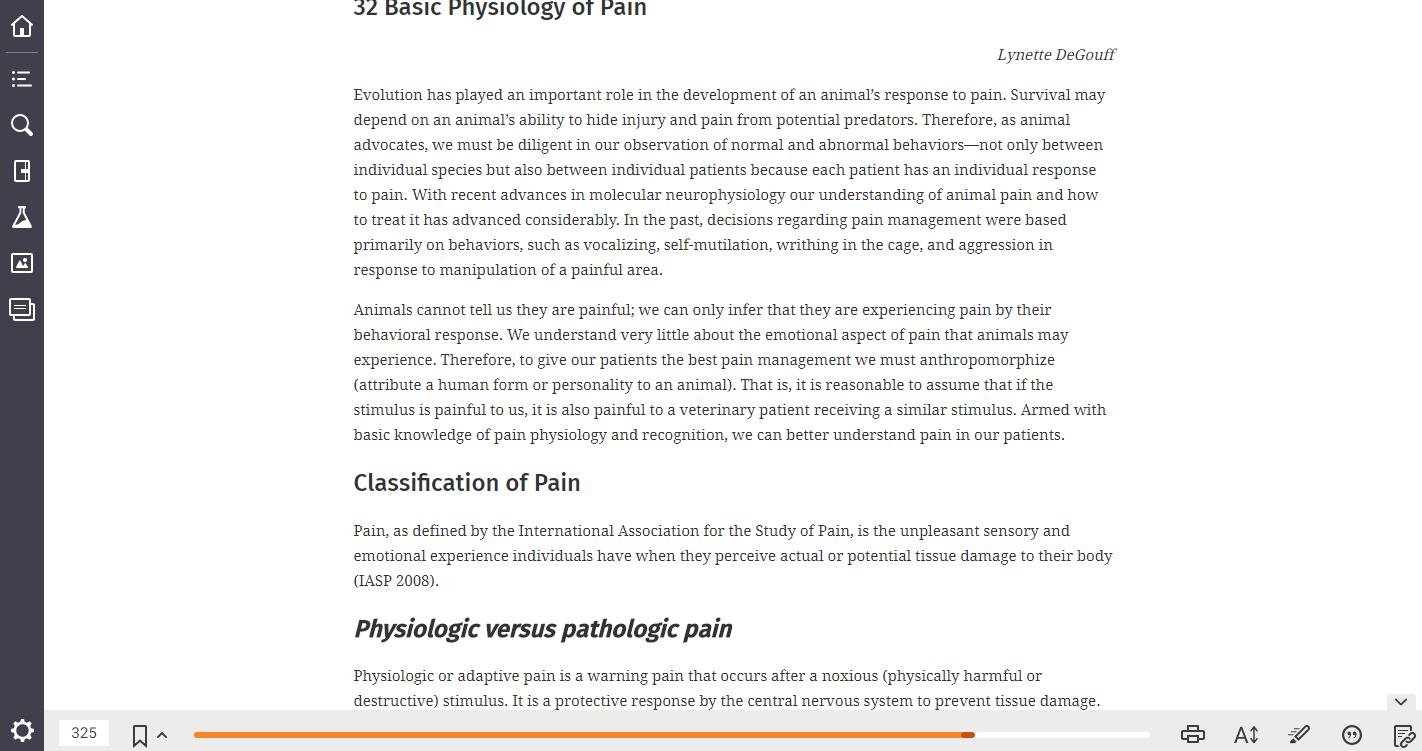 32 Basic Physiology of Pain
Lynette DeGouff
Evolution has played an important role in the development of an animal’s response to pain. Survival may
depend on an animal’s ability to hide injury and pain from potential predators. Therefore, as animal
advocates, we must be diligent in our observation of normal and abnormal behaviors—not only between
individual species but also between individual patients because each patient has an individual response
to pain. With recent advances in molecular neurophysiology our understanding of animal pain and how
to treat it has advanced considerably. In the past, decisions regarding pain management were based
primarily on behaviors, such as vocalizing, self-mutilation, writhing in the cage, and aggression in
response to manipulation of a painful area.
Animals cannot tell us they are painful; we can only infer that they are experiencing pain by their
behavioral response. We understand very little about the emotional aspect of pain that animals may
experience. Therefore, to give our patients the best pain management we must anthropomorphize
(attribute a human form or personality to an animal). That is, it is reasonable to assume that if the
stimulus is painful to us, it is also painful to a veterinary patient receiving a similar stimulus. Armed with
basic knowledge of pain physiology and recognition, we can better understand pain in our patients.
Classification of Pain
Pain, as defined by the International Association for the Study of Pain, is the unpleasant sensory and
emotional experience individuals have when they perceive actual or potential tissue damage to their body
(IASP 2008).
Physiologic versus pathologic pain
Physiologic or adaptive pain is a warning pain that occurs after a noxious (physically harmful or
destructive) stimulus. It is a protective response by the central nervous system to prevent tissue damage.
325